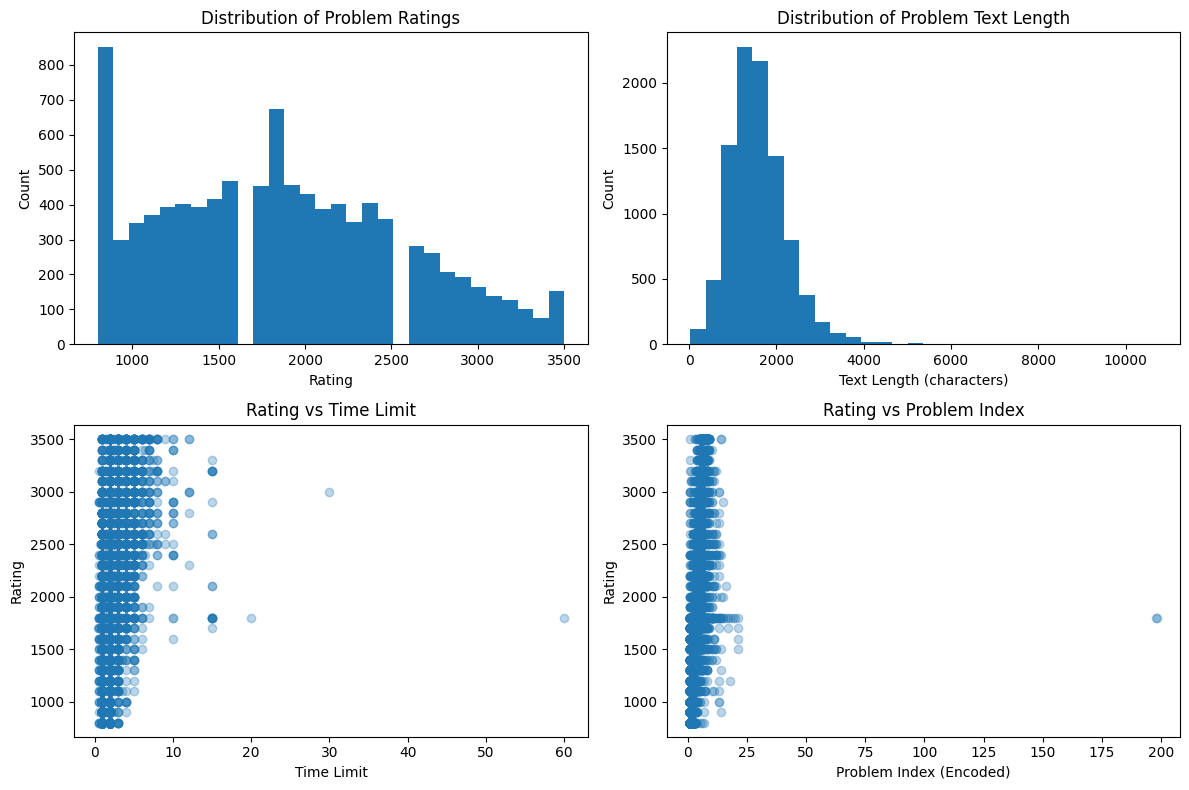 Distribution of Problem Ratings
800
700
600
500
400
300
200
100
0
Count
1000 1500 2000 2500 3000 3500
Rating
Distribution of Problem Text Length
2000
1500
1000
500
0
Count
0 2000 4000 6000 8000 10000
Text Length (characters)
Rating vs Time Limit
3500
3000
2500
2000
1500
1000
Rating
0 10 20 30 40 50 60
Time Limit
Rating vs Problem Index
3500
3000
2500
2000
1500
1000
Rating
0 25 50 75 100 125 150 175 200
Problem Index (Encoded)